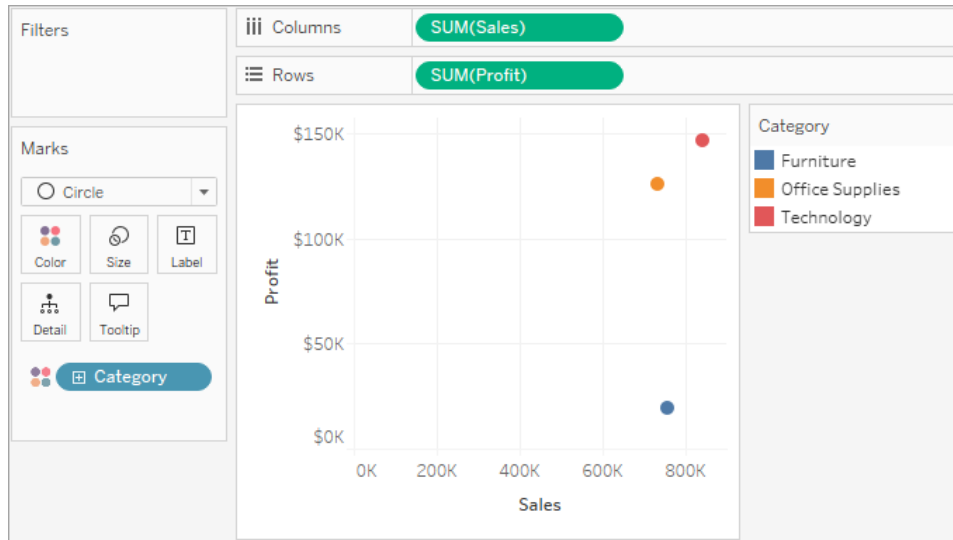 Filters
Columns
SUM(Sales)
Rows
SUM(Profit)
Marks
Circle
Color
Size
T
Label
Detail
Tooltip
Category
$150K
$100K
$50K
$0K
Profit
0K 200K 400K 600K 800K
Sales
Category
Furniture
Office Supplies
Technology